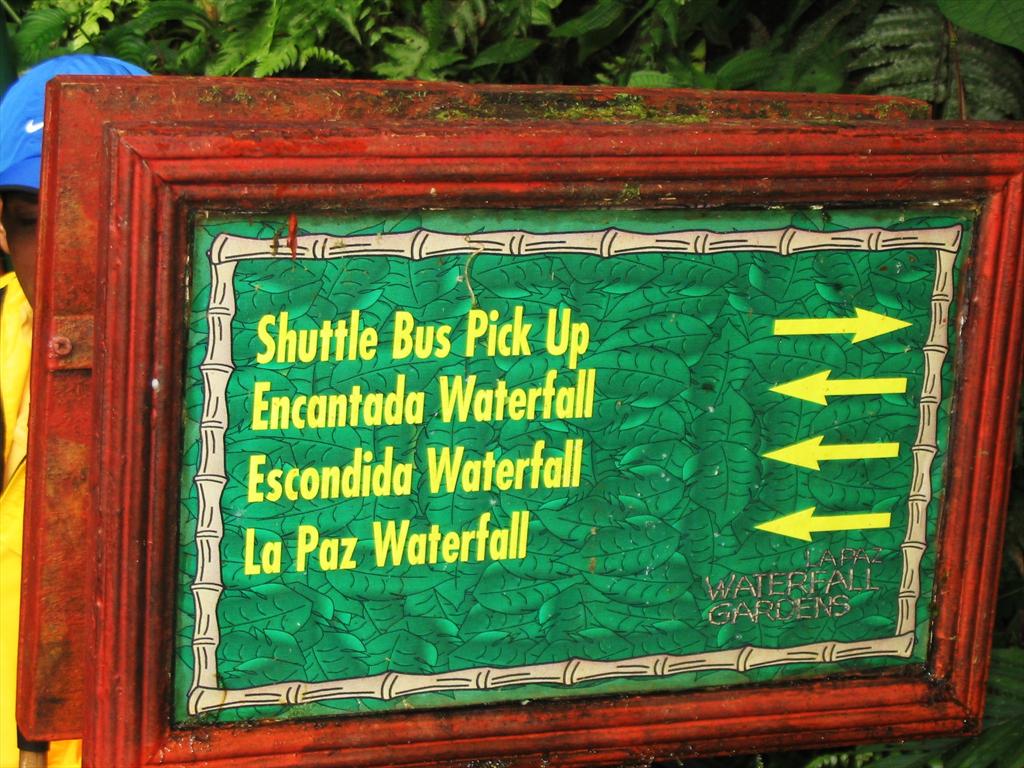 Shuttle Bus Pick Up
Encantada Waterfall
Escondida Waterfall
La Paz Waterfall
LA PAZ
WATERFALL
GARDENS